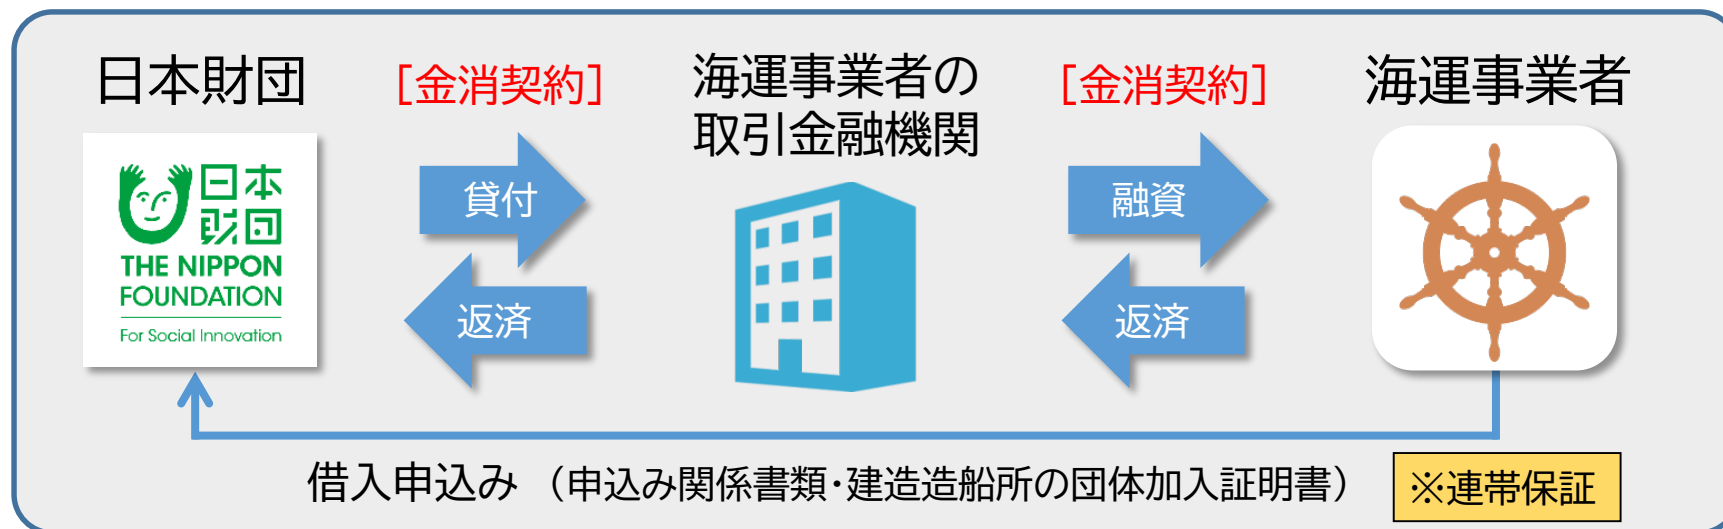 日本財団
[金消契約]
海運事業者の
取引金融機関
[金消契約]
海運事業者
日本
財団
THE NIPPON
FOUNDATION
For Social Innovation
貸付
返済
融資
返済
借入申込み （申込み関係書類･建造造船所の団体加入証明書）
※連帯保証